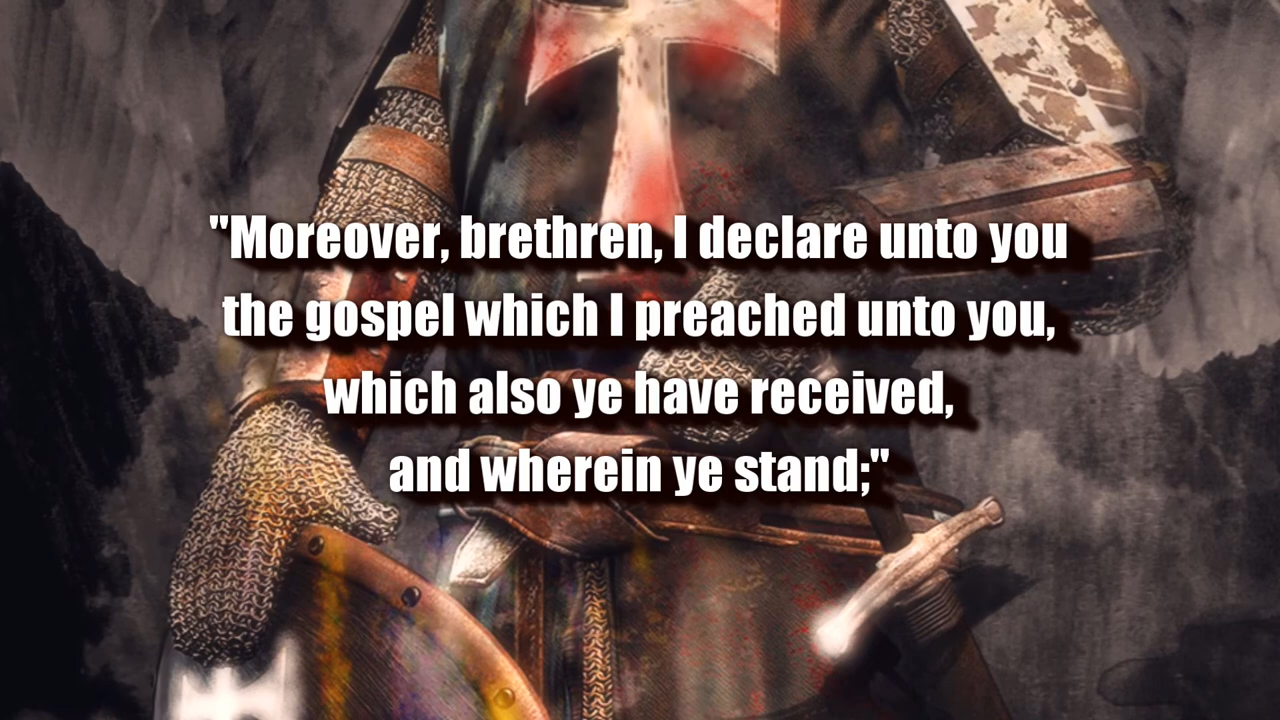 "Moreover, brethren, I declare unto you
the gospel which I preached unto you,
which also ye have received,
and wherein ye stand;"